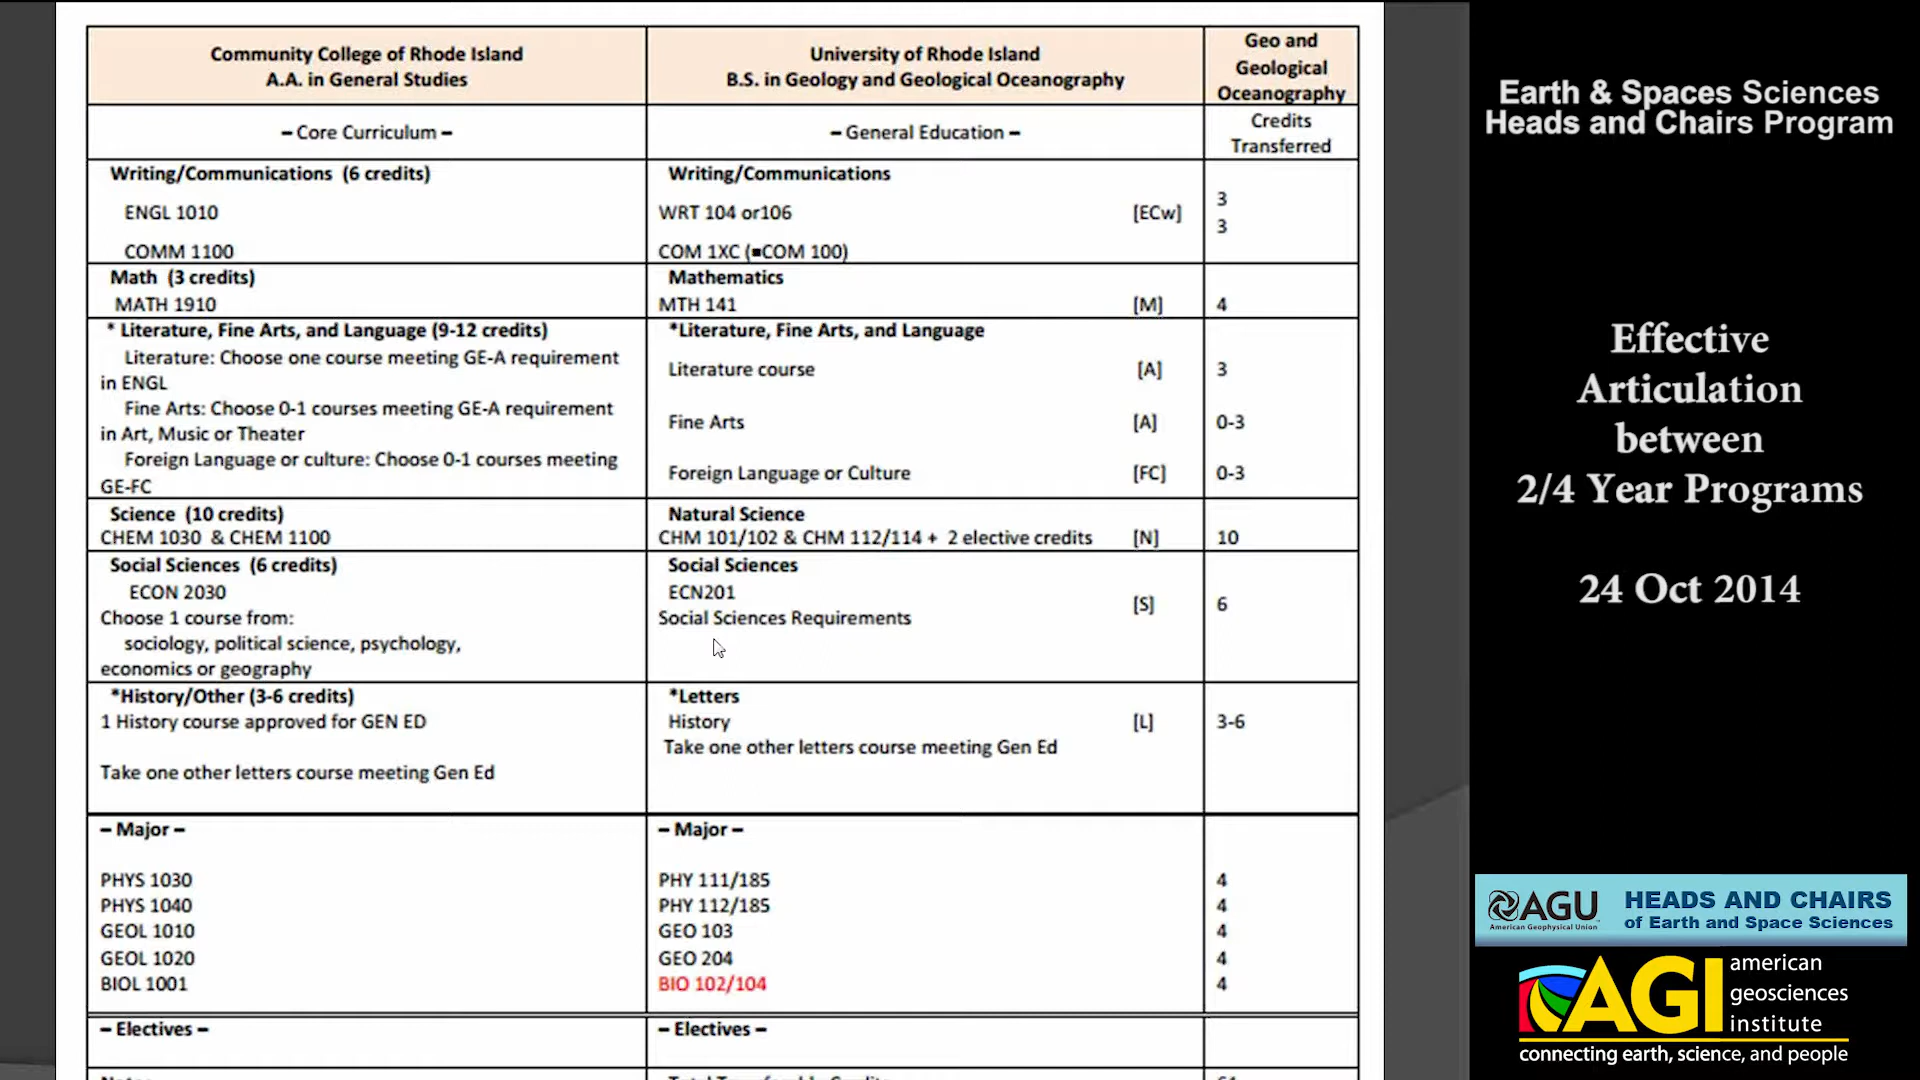 Community College of Rhode Island
A.A. in General Studies
University of Rhode Island
B.S. in Geology and Geological Oceanography
Geo and
Geological
Oceanography
– Core Curriculum –
– General Education –
Credits
Transferred
Writing/Communications (6 credits)
Writing/Communications
ENGL 1010
WRT 104 or106
[ECw]
3
3
COMM 1100
COM 1XC (■COM 100)
Math (3 credits)
Mathematics
MATH 1910
MTH 141
[M]
4
* Literature, Fine Arts, and Language (9-12 credits)
Literature: Choose one course meeting GE-A requirement
in ENGL
Fine Arts: Choose 0-1 courses meeting GE-A requirement
in Art, Music or Theater
Foreign Language or culture: Choose 0-1 courses meeting
GE-FC
*Literature, Fine Arts, and Language
Literature course
[A]
3
Fine Arts
[A]
0-3
Foreign Language or Culture
[FC]
0-3
Science (10 credits)
Natural Science
CHEM 1030 & CHEM 1100
CHM 101/102 & CHM 112/114 + 2 elective credits
[N]
10
Social Sciences (6 credits)
ECON 2030
Choose 1 course from:
sociology, political science, psychology,
economics or geography
Social Sciences
ECN201
Social Sciences Requirements
[S]
6
*History/Other (3-6 credits)
1 History course approved for GEN ED
Take one other letters course meeting Gen Ed
*Letters
History
[L]
3-6
Take one other letters course meeting Gen Ed
– Major –
– Major –
PHYS 1030
PHY 111/185
4
PHYS 1040
PHY 112/185
4
GEOL 1010
GEO 103
4
GEOL 1020
GEO 204
4
BIOL 1001
BIO 102/104
4
– Electives –
– Electives –
Earth & Spaces Sciences
Heads and Chairs Program
Effective
Articulation
between
2/4 Year Programs
24 Oct 2014
AGU
American Geophysical Union
HEADS AND CHAIRS
of Earth and Space Sciences
AGI
american
geosciences
institute
connecting earth, science, and people